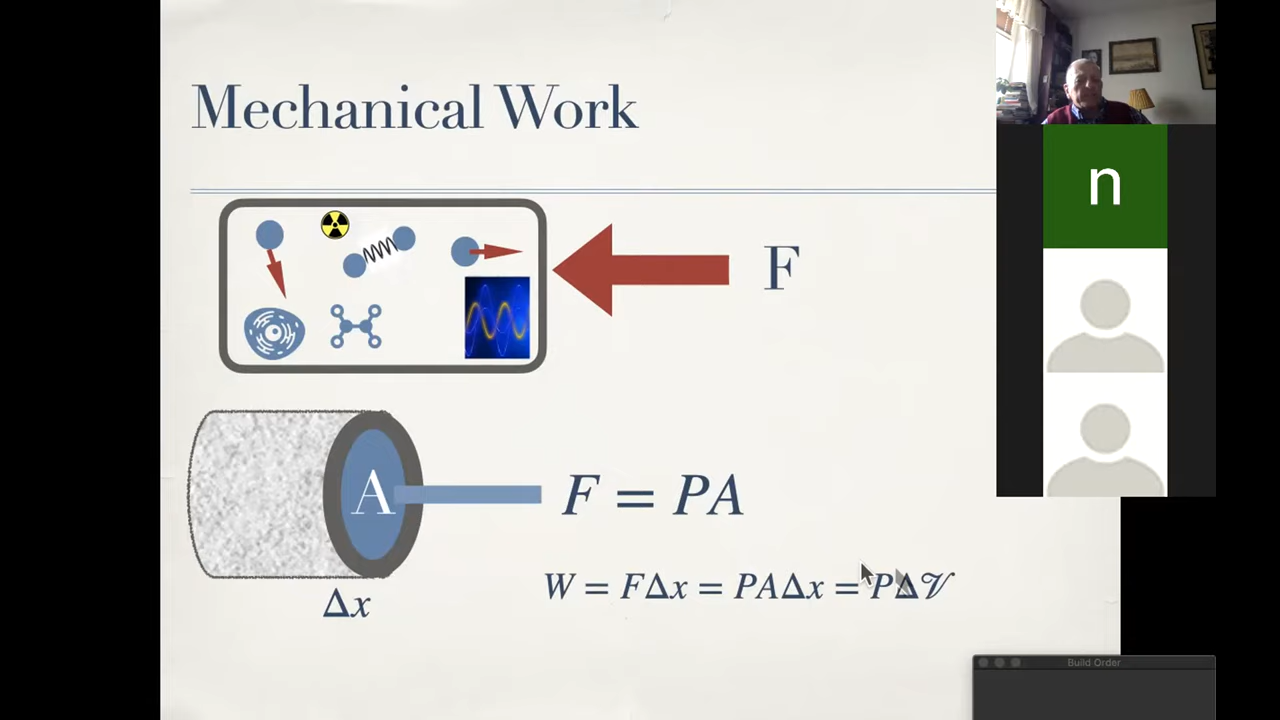 Mechanical Work
n
F
A
F = PA
W = FΔx = PAΔx = PΔ𝒱
Δx
Build Order